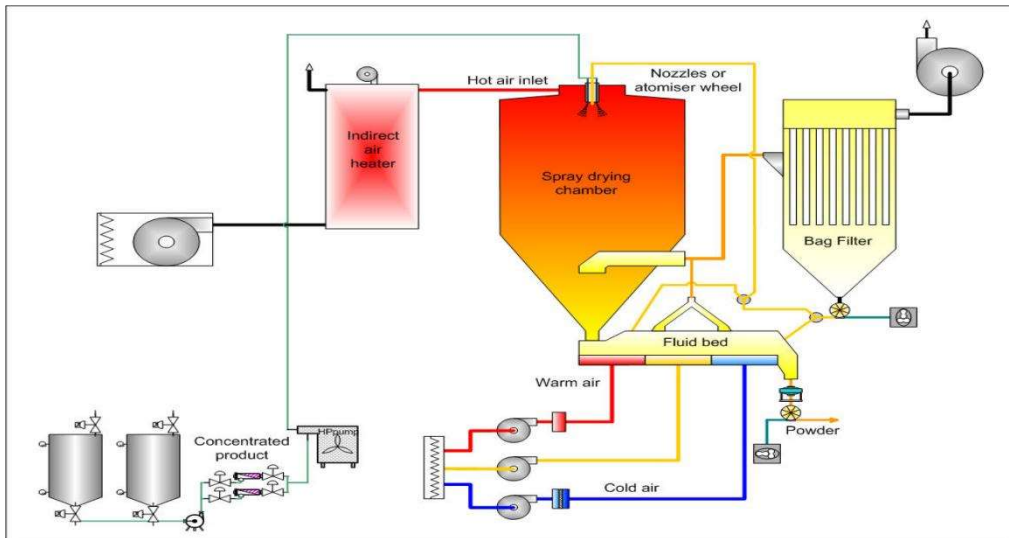 Hot air inlet
Nozzles or
atomiser wheel
Indirect
air
heater
Spray drying
chamber
Bag Filter
Fluid bed
Warm air
Powder
Concentrated
product
HPpump
Cold air